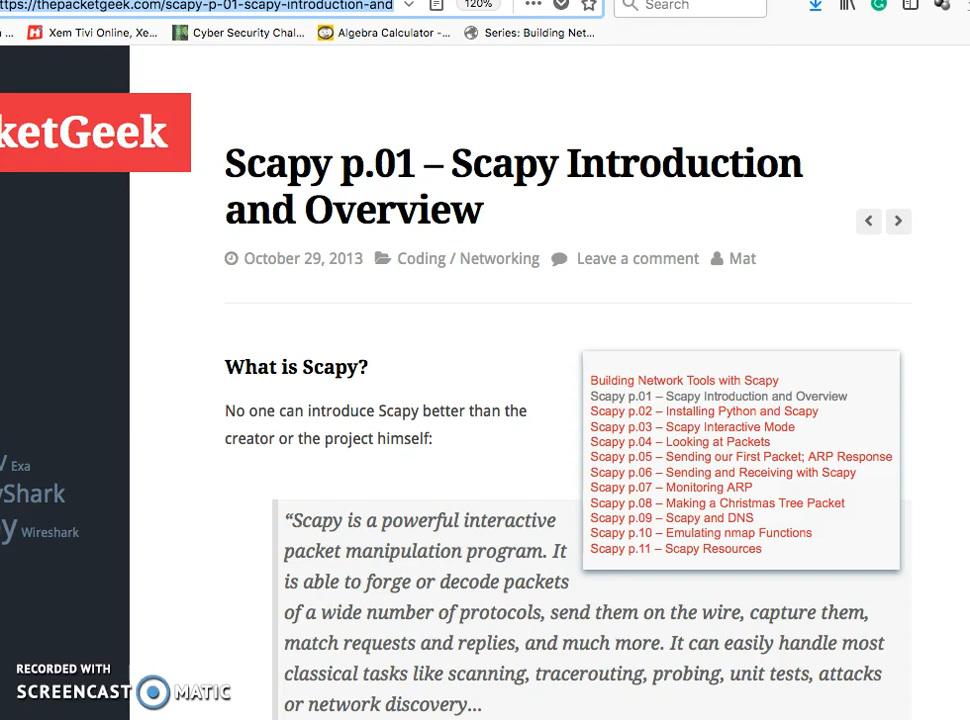 ttps://thepacketgeek.com/scapy-p-01-scapy-introduction-and
120%
Search
... Xem Tivi Online, Xe... Cyber Security Chal... Algebra Calculator -... Series: Building Net...
ketGeek
Scapy p.01 – Scapy Introduction
and Overview
October 29, 2013 Coding / Networking Leave a comment Mat
What is Scapy?
No one can introduce Scapy better than the
creator or the project himself:
Building Network Tools with Scapy
Scapy p.01 – Scapy Introduction and Overview
Scapy p.02 – Installing Python and Scapy
Scapy p.03 – Scapy Interactive Mode
Scapy p.04 – Looking at Packets
Scapy p.05 – Sending our First Packet; ARP Response
Scapy p.06 – Sending and Receiving with Scapy
Scapy p.07 – Monitoring ARP
Scapy p.08 – Making a Christmas Tree Packet
Scapy p.09 – Scapy and DNS
Scapy p.10 – Emulating nmap Functions
Scapy p.11 – Scapy Resources
Exa
yShark
y Wireshark
“Scapy is a powerful interactive
packet manipulation program. It
is able to forge or decode packets
of a wide number of protocols, send them on the wire, capture them,
match requests and replies, and much more. It can easily handle most
classical tasks like scanning, tracerouting, probing, unit tests, attacks
or network discovery...
RECORDED WITH
SCREENCAST MATIC